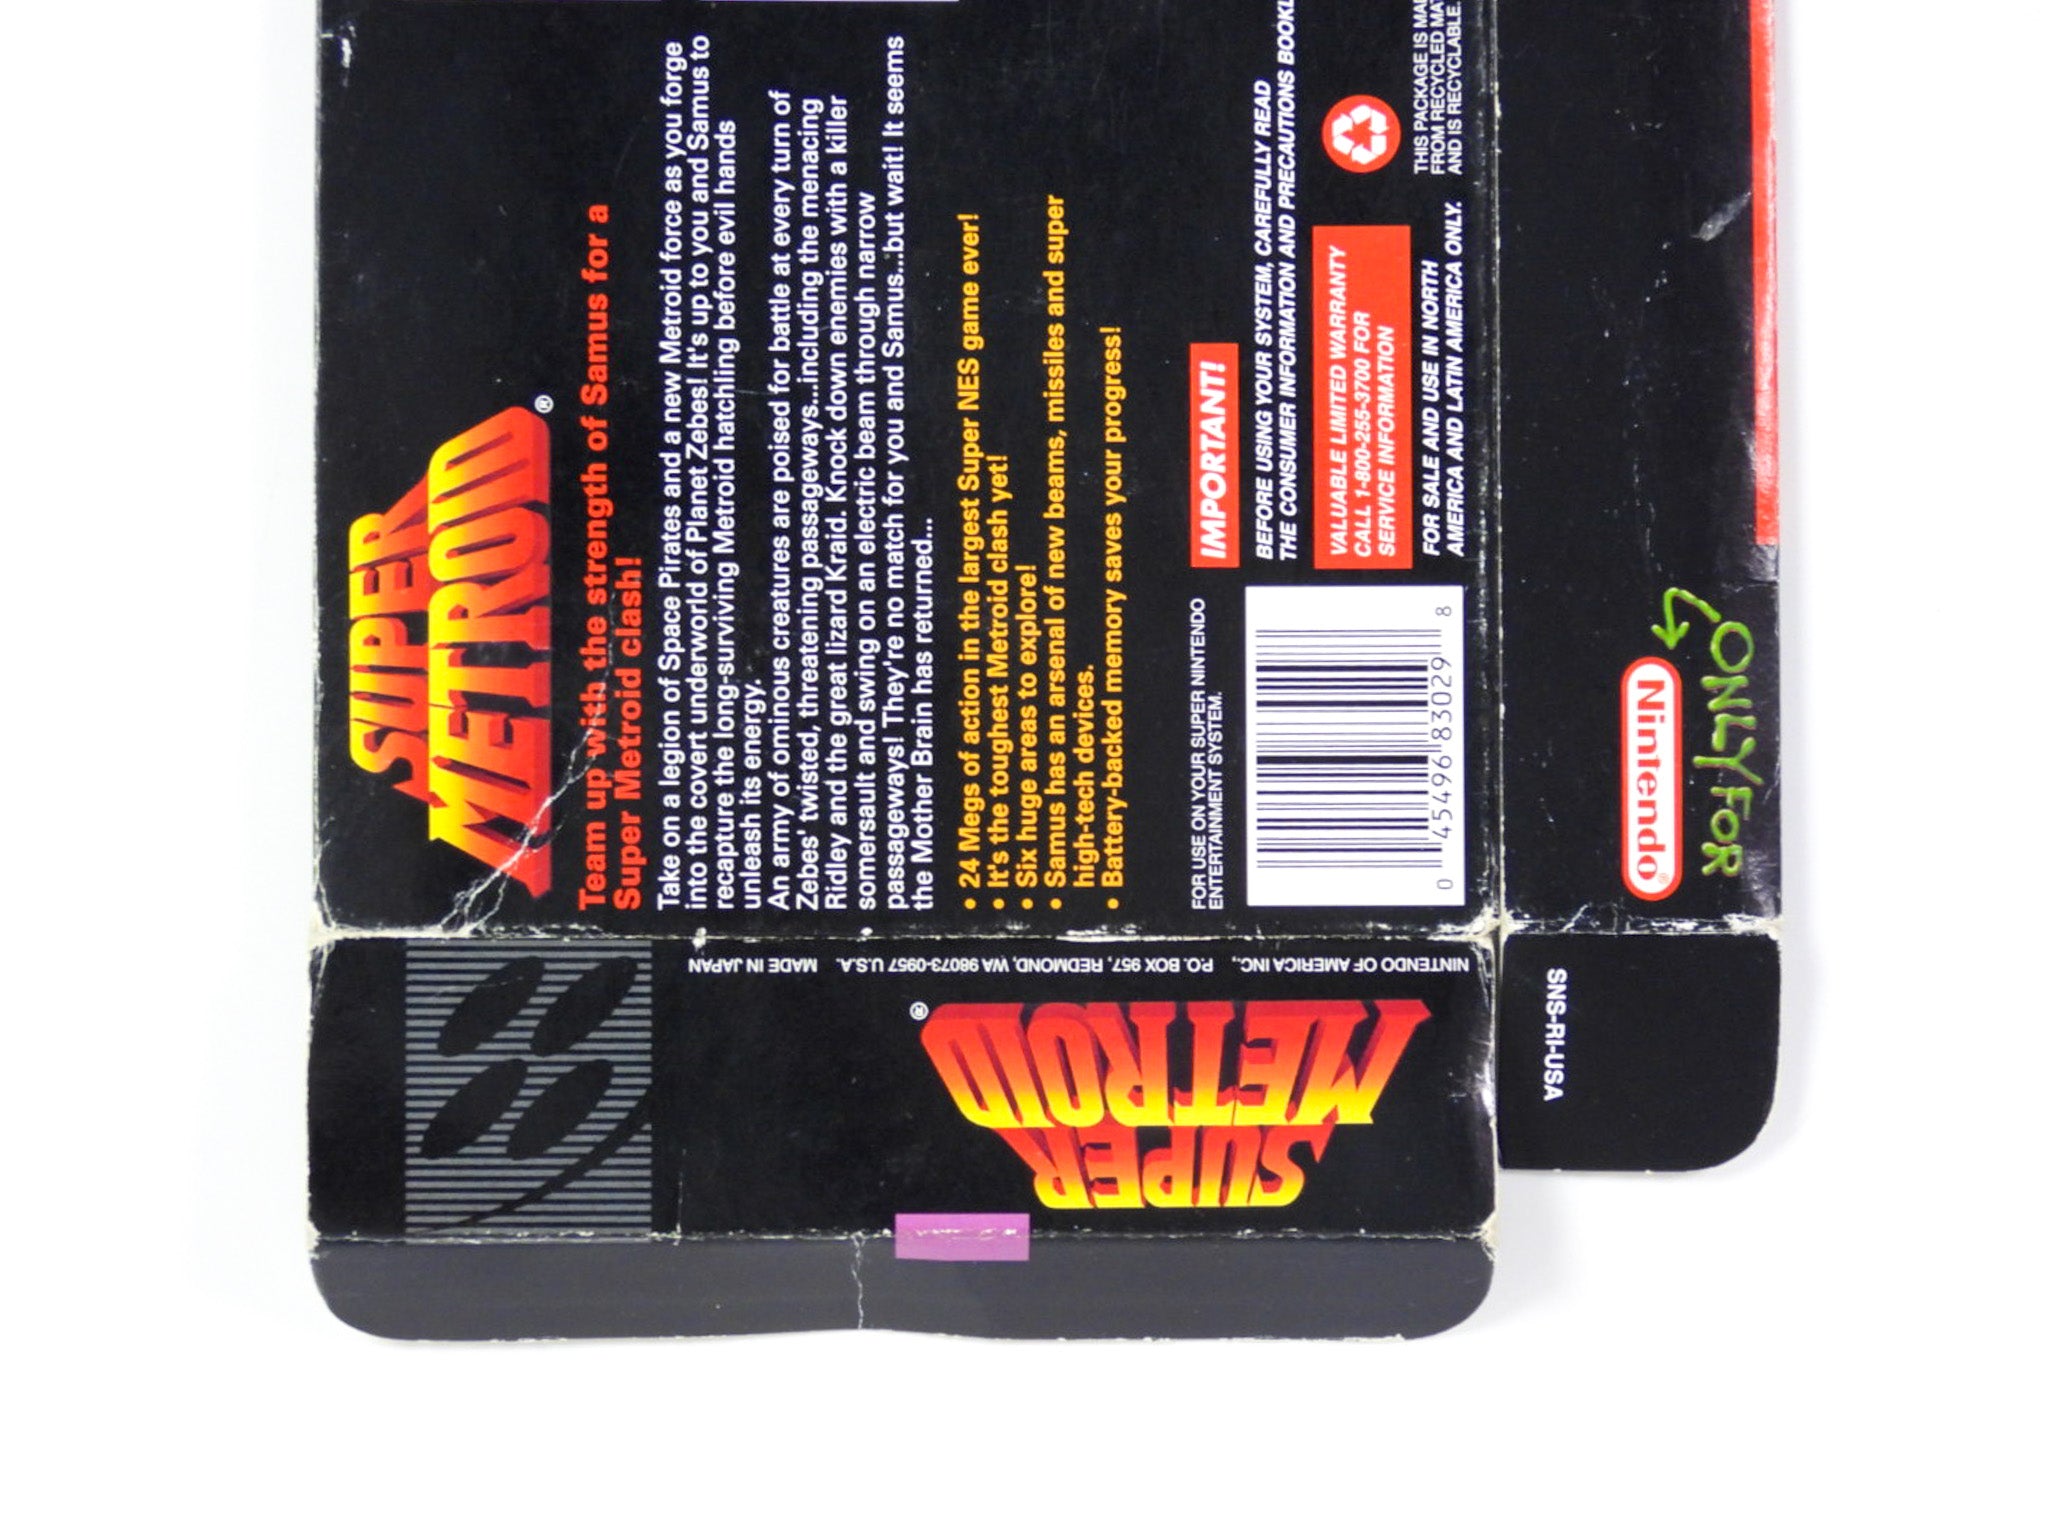 SUPER
METROID®
Team up with the strength of Samus for a
Super Metroid clash!
Take on a legion of Space Pirates and a new Metroid force as you forge
into the covert underworld of Planet Zebes! It's up to you and Samus to
recapture the long-surviving Metroid hatchling before evil hands
unleash its energy.
An army of ominous creatures are poised for battle at every turn of
Zebes' twisted, threatening passageways...including the menacing
Ridley and the great lizard Kraid. Knock down enemies with a killer
somersault and swing on an electric beam through narrow
passageways! They're no match for you and Samus...but wait! It seems
the Mother Brain has returned...
• 24 Megs of action in the largest Super NES game ever!
• It's the toughest Metroid clash yet!
• Six huge areas to explore!
• Samus has an arsenal of new beams, missiles and super
high-tech devices.
• Battery-backed memory saves your progress!
FOR USE ON YOUR SUPER NINTENDO
ENTERTAINMENT SYSTEM.
0 45496 83029 8
IMPORTANT!
BEFORE USING YOUR SYSTEM, CAREFULLY READ
THE CONSUMER INFORMATION AND PRECAUTIONS
VALUABLE LIMITED WARRANTY
CALL 1-800-255-3700 FOR
SERVICE INFORMATION
FOR SALE AND USE IN NORTH
AMERICA AND LATIN AMERICA ONLY.
THIS PACKAGE IS
FROM RECYCLED
AND IS RECYCLABLE.
ONLY FOR
Nintendo®
NINTENDO OF AMERICA INC., P.O. BOX 957, REDMOND, WA 98073-0957 U.S.A. MADE IN JAPAN
SUPER
METROID®
SNS-RI-USA